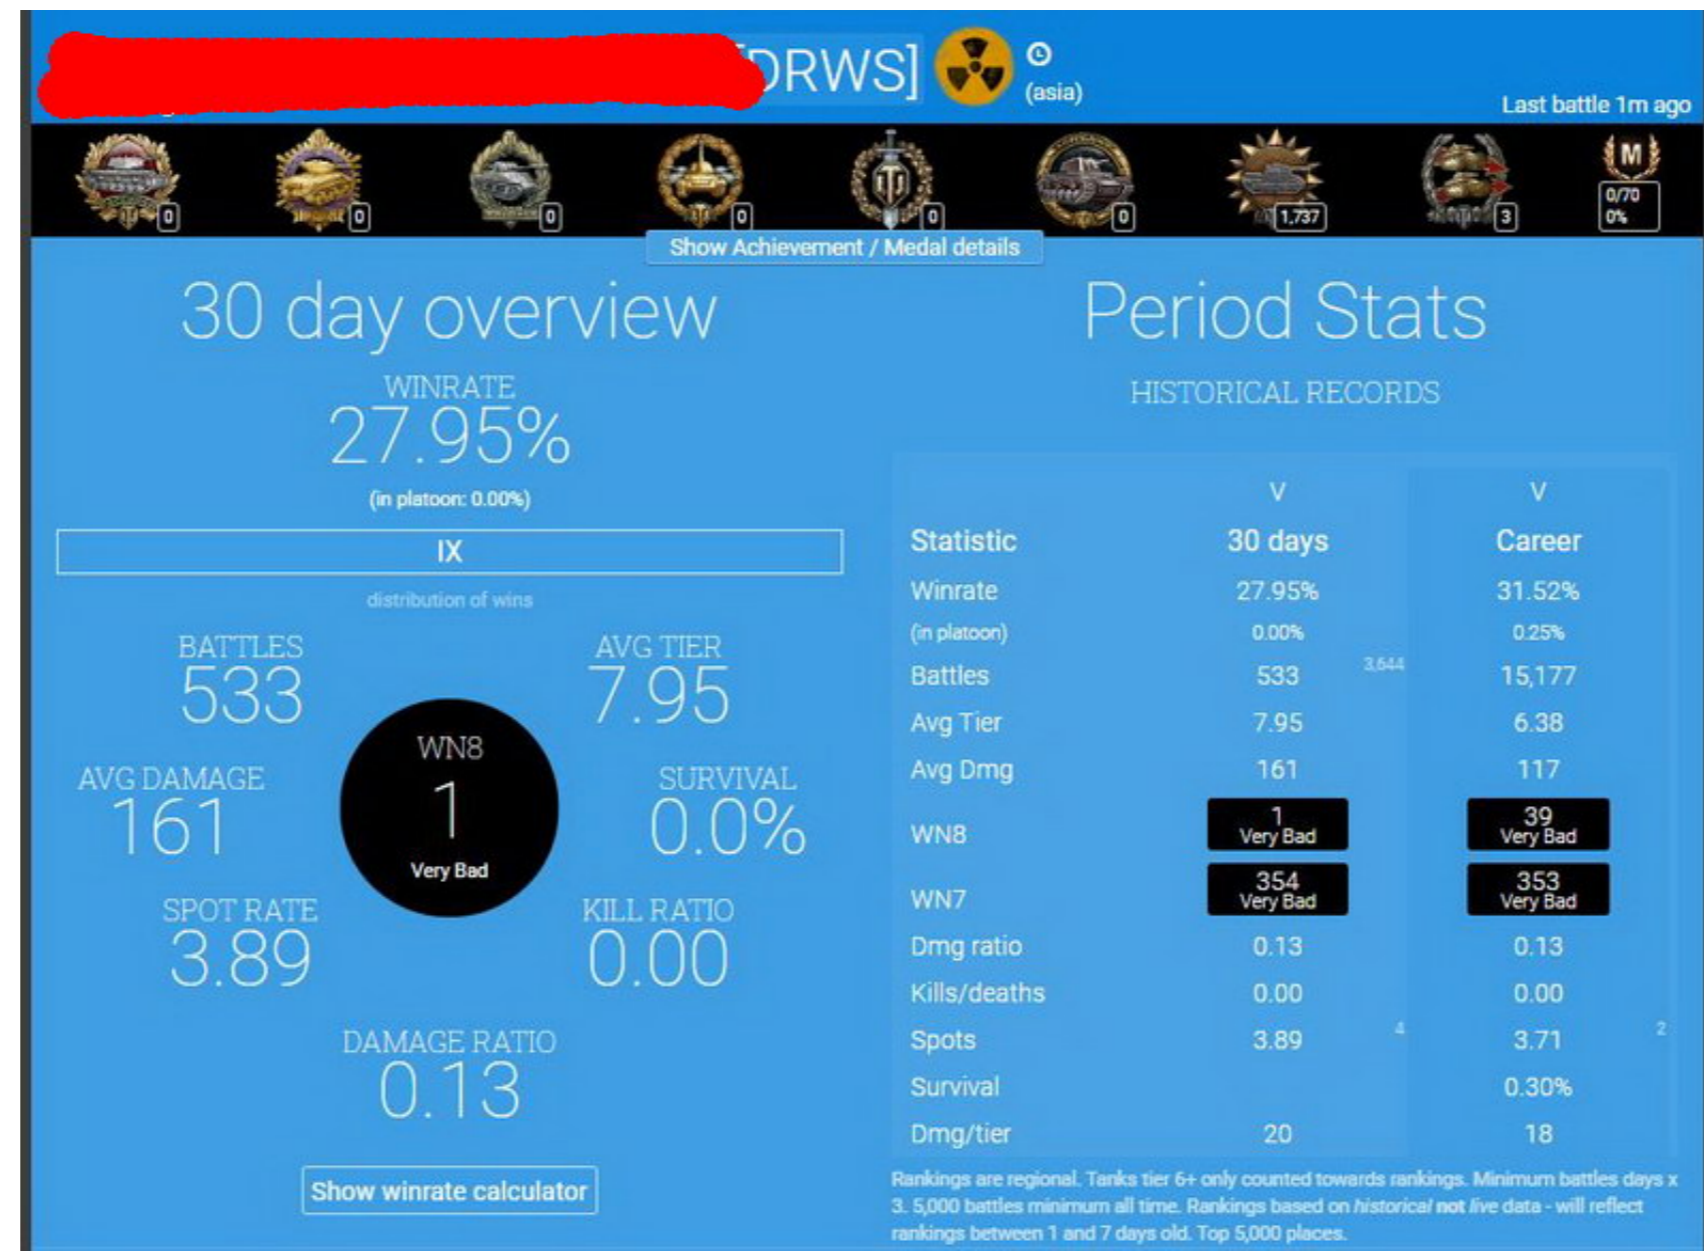 [DRWS]
(asia)
Last battle 1m ago
0 0 0 0 0 0 1,737 3
M
0/70
0%
Show Achievement / Medal details
30 day overview
WINRATE
27.95%
(in platoon: 0.00%)
IX
distribution of wins
BATTLES
533
AVG TIER
7.95
WN8
1
Very Bad
AVG DAMAGE
161
SURVIVAL
0.0%
SPOT RATE
3.89
KILL RATIO
0.00
DAMAGE RATIO
0.13
Show winrate calculator
Period Stats
HISTORICAL RECORDS
V V
Statistic 30 days Career
Winrate 27.95% 31.52%
(in platoon) 0.00% 0.25%
Battles 533 3,644 15,177
Avg Tier 7.95 6.38
Avg Dmg 161 117
WN8 1 Very Bad 39 Very Bad
WN7 354 Very Bad 353 Very Bad
Dmg ratio 0.13 0.13
Kills/deaths 0.00 0.00
Spots 3.89 4 3.71 2
Survival 0.30%
Dmg/tier 20 18
Rankings are regional. Tanks tier 6+ only counted towards rankings. Minimum battles days x
3. 5,000 battles minimum all time. Rankings based on historical not live data - will reflect
rankings between 1 and 7 days old. Top 5,000 places.